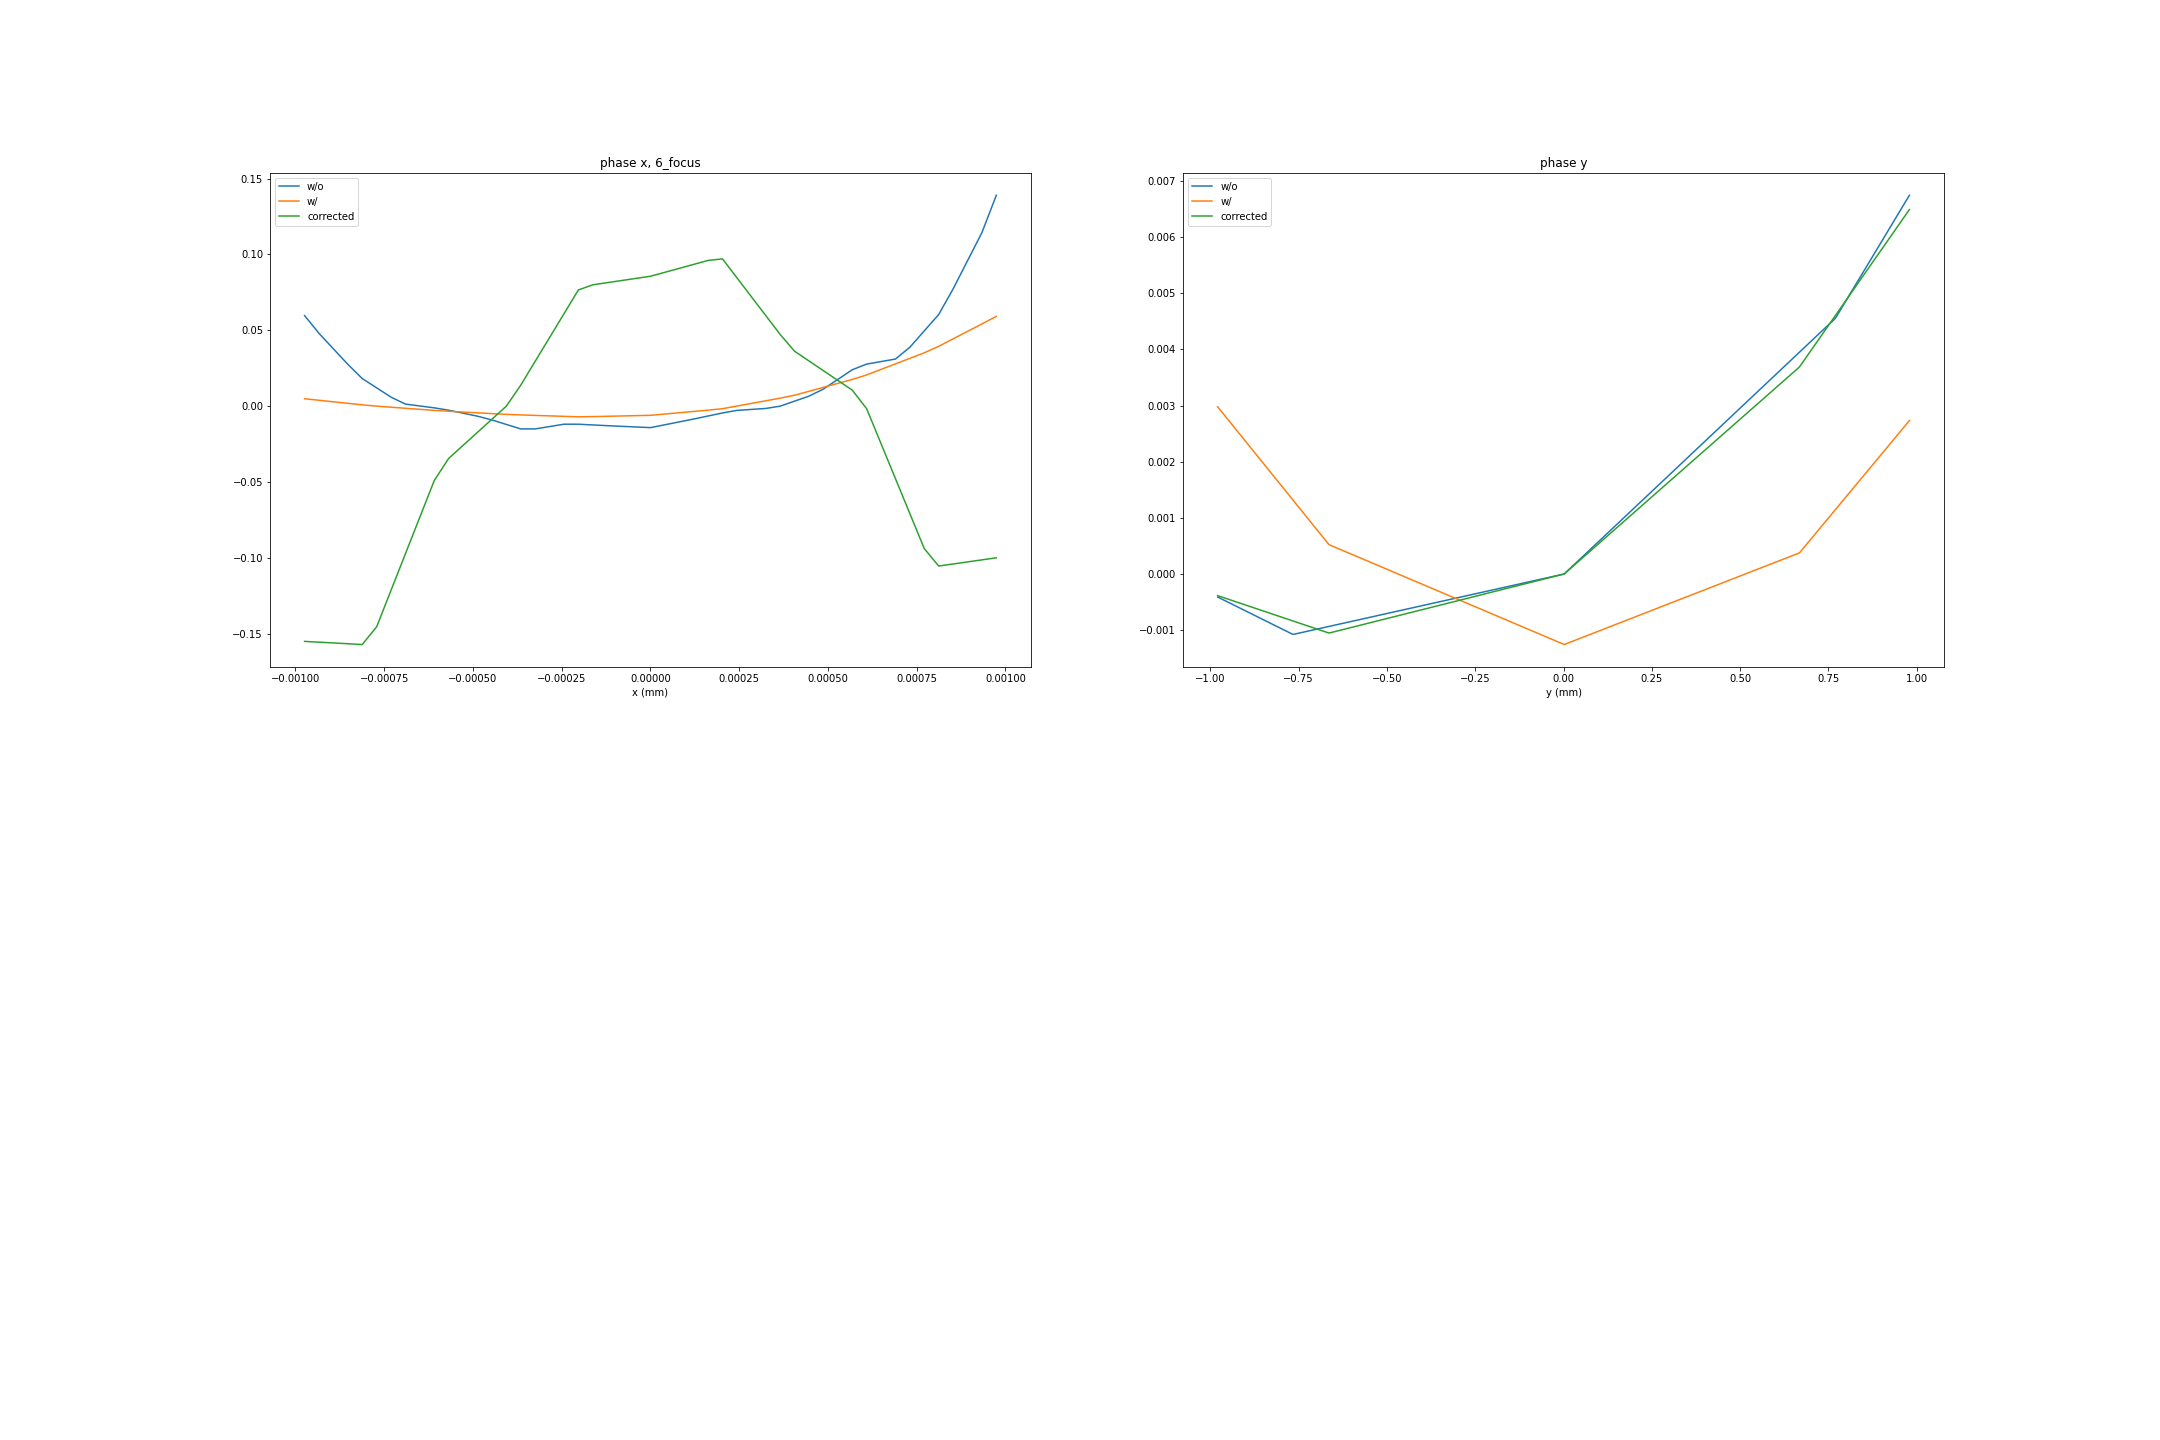 phase x, 6_focus
w/o
w/
corrected
0.15
0.10
0.05
0.00
−0.05
−0.10
−0.15
−0.00100 −0.00075 −0.00050 −0.00025 0.00000 0.00025 0.00050 0.00075 0.00100
x (mm)
phase y
w/o
w/
corrected
0.007
0.006
0.005
0.004
0.003
0.002
0.001
0.000
−0.001
−1.00 −0.75 −0.50 −0.25 0.00 0.25 0.50 0.75 1.00
y (mm)